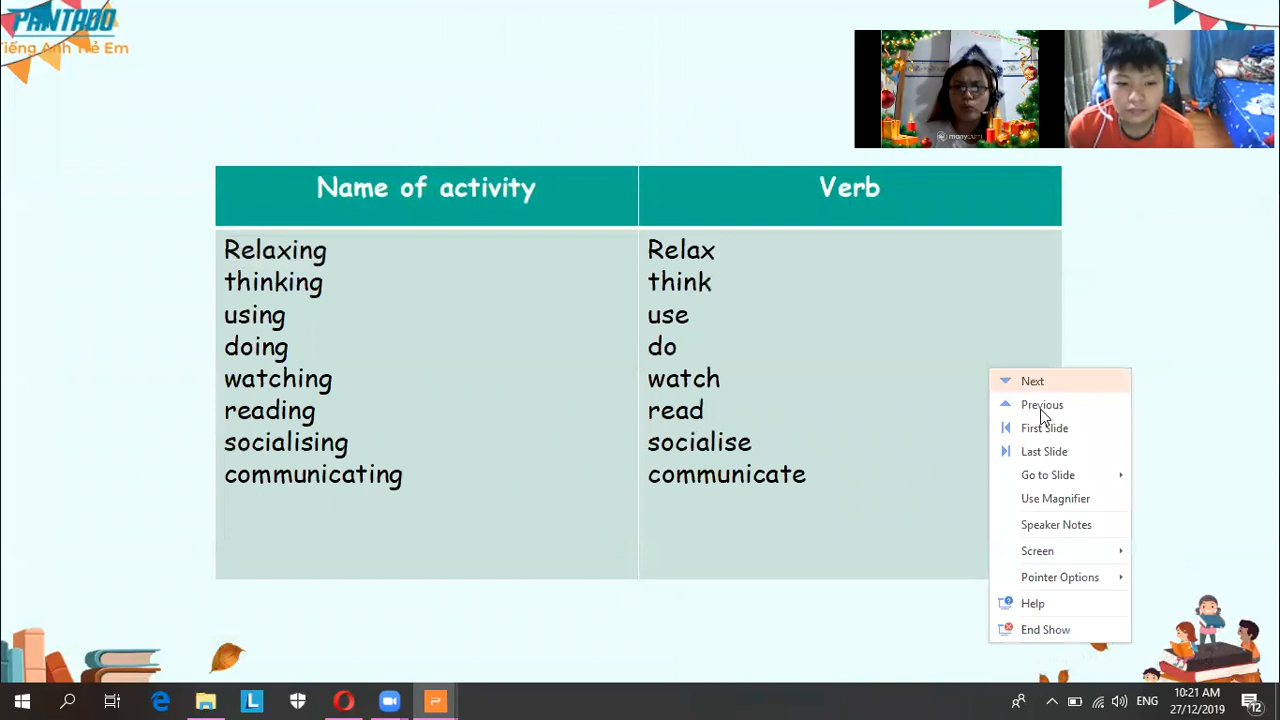 PANTADO
Tiếng Anh Trẻ Em
manycam
Name of activity
Verb
Relaxing
Relax
thinking
think
using
use
doing
do
watching
watch
reading
read
socialising
socialise
communicating
communicate
Next
Previous
First Slide
Last Slide
Go to Slide
Use Magnifier
Speaker Notes
Screen
Pointer Options
Help
End Show
ENG
10:21 AM
27/12/2019
12